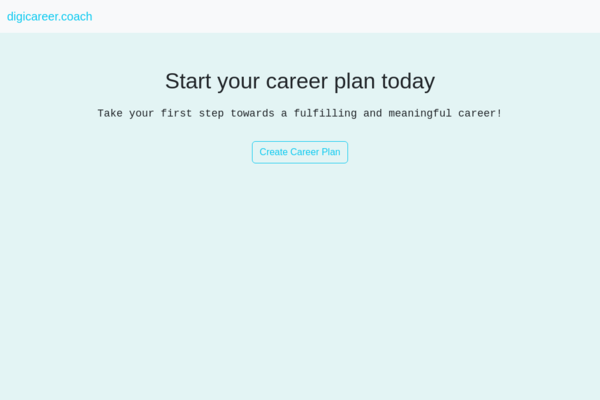 digicareer.coach
Start your career plan today
Take your first step towards a fulfilling and meaningful career!
Create Career Plan